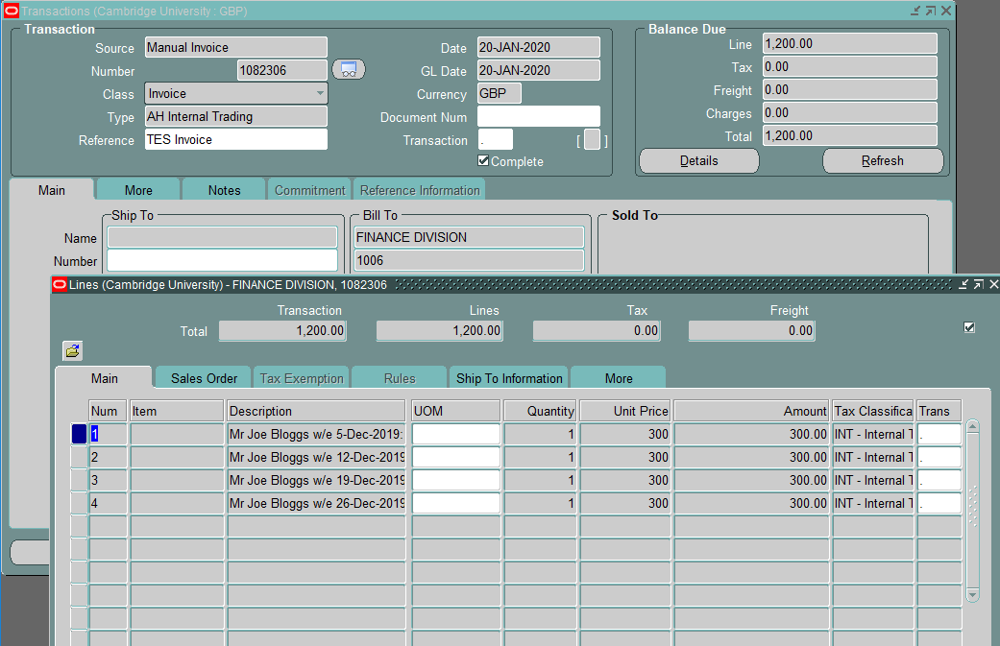 Transactions (Cambridge University : GBP)
Transaction
Source Manual Invoice
Number 1082306
Class Invoice
Type AH Internal Trading
Reference TES Invoice
Date 20-JAN-2020
GL Date 20-JAN-2020
Currency GBP
Document Num
Transaction . [ ]
Complete
Balance Due
Line 1,200.00
Tax 0.00
Freight 0.00
Charges 0.00
Total 1,200.00
Details Refresh
Main More Notes Commitment Reference Information
Ship To Bill To Sold To
Name FINANCE DIVISION
Number 1006
Lines (Cambridge University) - FINANCE DIVISION, 1082306
Transaction Lines Tax Freight
Total 1,200.00 1,200.00 0.00 0.00
Main Sales Order Tax Exemption Rules Ship To Information More
Num Item Description UOM Quantity Unit Price Amount Tax Classifica Trans
1 Mr Joe Bloggs w/e 5-Dec-2019: 1 300 300.00 INT - Internal T .
2 Mr Joe Bloggs w/e 12-Dec-2019 1 300 300.00 INT - Internal T .
3 Mr Joe Bloggs w/e 19-Dec-2019 1 300 300.00 INT - Internal T .
4 Mr Joe Bloggs w/e 26-Dec-2019 1 300 300.00 INT - Internal T .